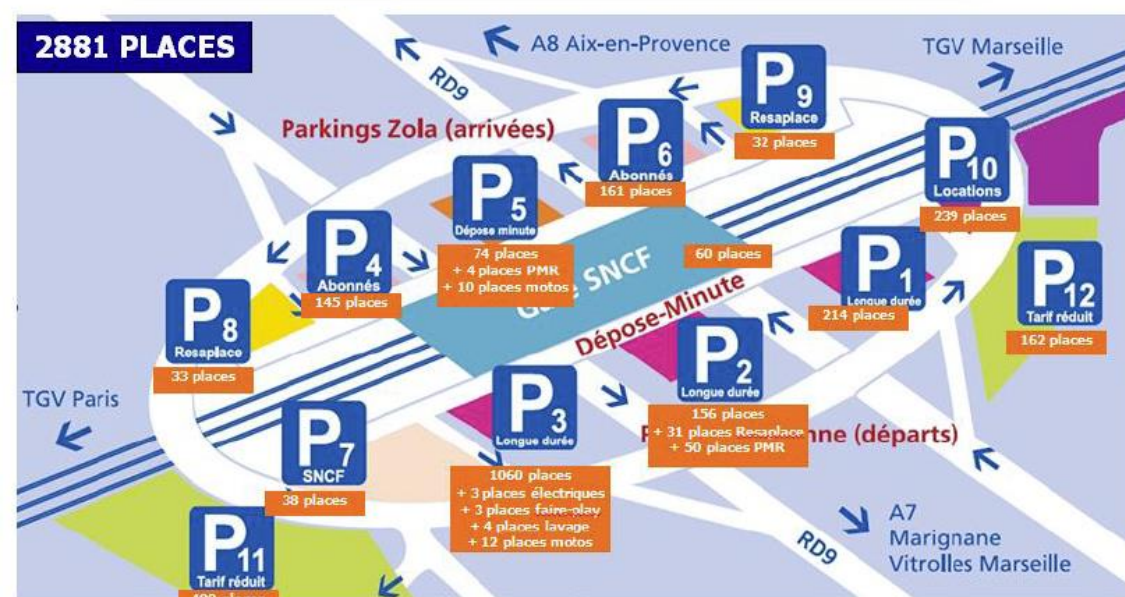 2881 PLACES
A8 Aix-en-Provence
TGV Marseille
RD9
Parkings Zola (arrivées)
P9
Resaplace
32 places
P6
Abonnés
161 places
P10
Locations
239 places
P5
Dépose minute
74 places
+ 4 places PMR
+ 10 places motos
P4
Abonnés
145 places
SNCF
60 places
P1
Longue durée
214 places
P12
Tarif réduit
162 places
P8
Resaplace
33 places
Dépose-Minute
P2
Longue durée
156 places
+ 31 places Resaplace
+ 50 places PMR
(départs)
TGV Paris
P3
Longue durée
1060 places
+ 3 places électriques
+ 3 places faire-play
+ 4 places lavage
+ 12 places motos
P7
SNCF
38 places
A7
Marignane
Vitrolles Marseille
RD9
P11
Tarif réduit